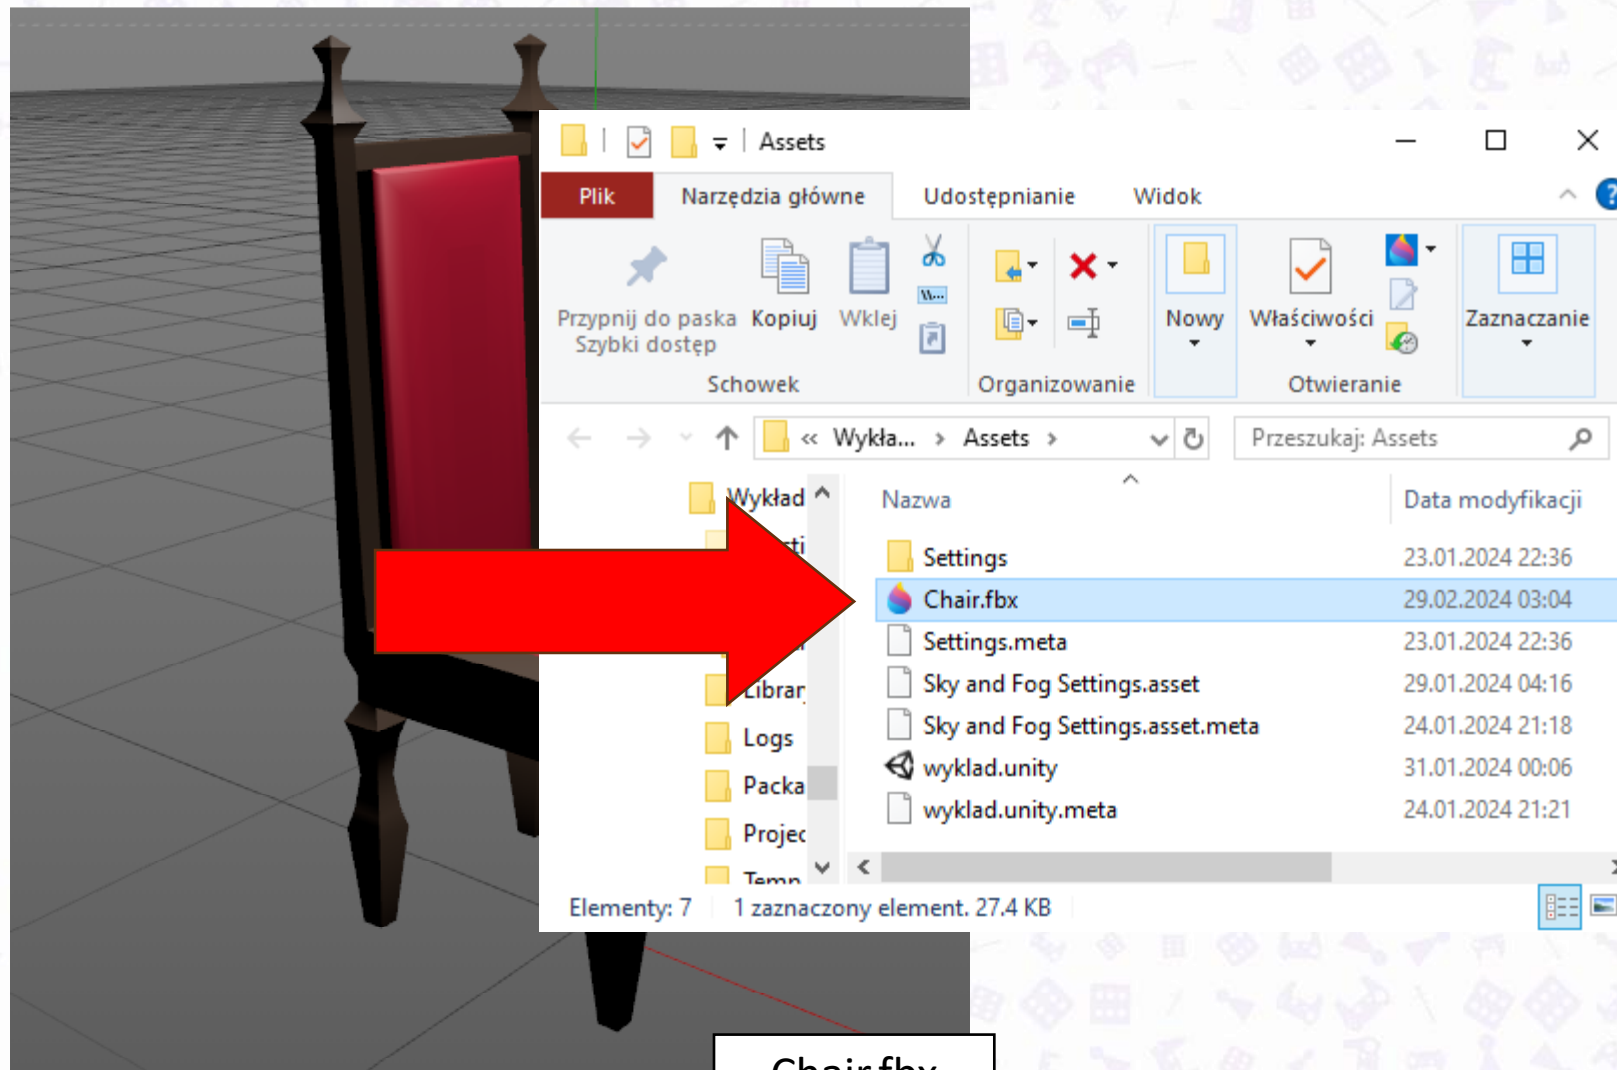 Assets
Plik Narzędzia główne Udostępnianie Widok
Przypnij do paska Szybki dostęp Kopiuj Wklej Nowy Właściwości Zaznaczanie
Schowek Organizowanie Otwieranie
« Wykła... › Assets › Przeszukaj: Assets
Wykład
Nazwa Data modyfikacji
Settings 23.01.2024 22:36
Chair.fbx 29.02.2024 03:04
Settings.meta 23.01.2024 22:36
Sky and Fog Settings.asset 29.01.2024 04:16
Logs
Sky and Fog Settings.asset.meta 24.01.2024 21:18
wyklad.unity 31.01.2024 00:06
Packa
wyklad.unity.meta 24.01.2024 21:21
Projec
Elementy: 7 1 zaznaczony element. 27.4 KB
Chair.fbx